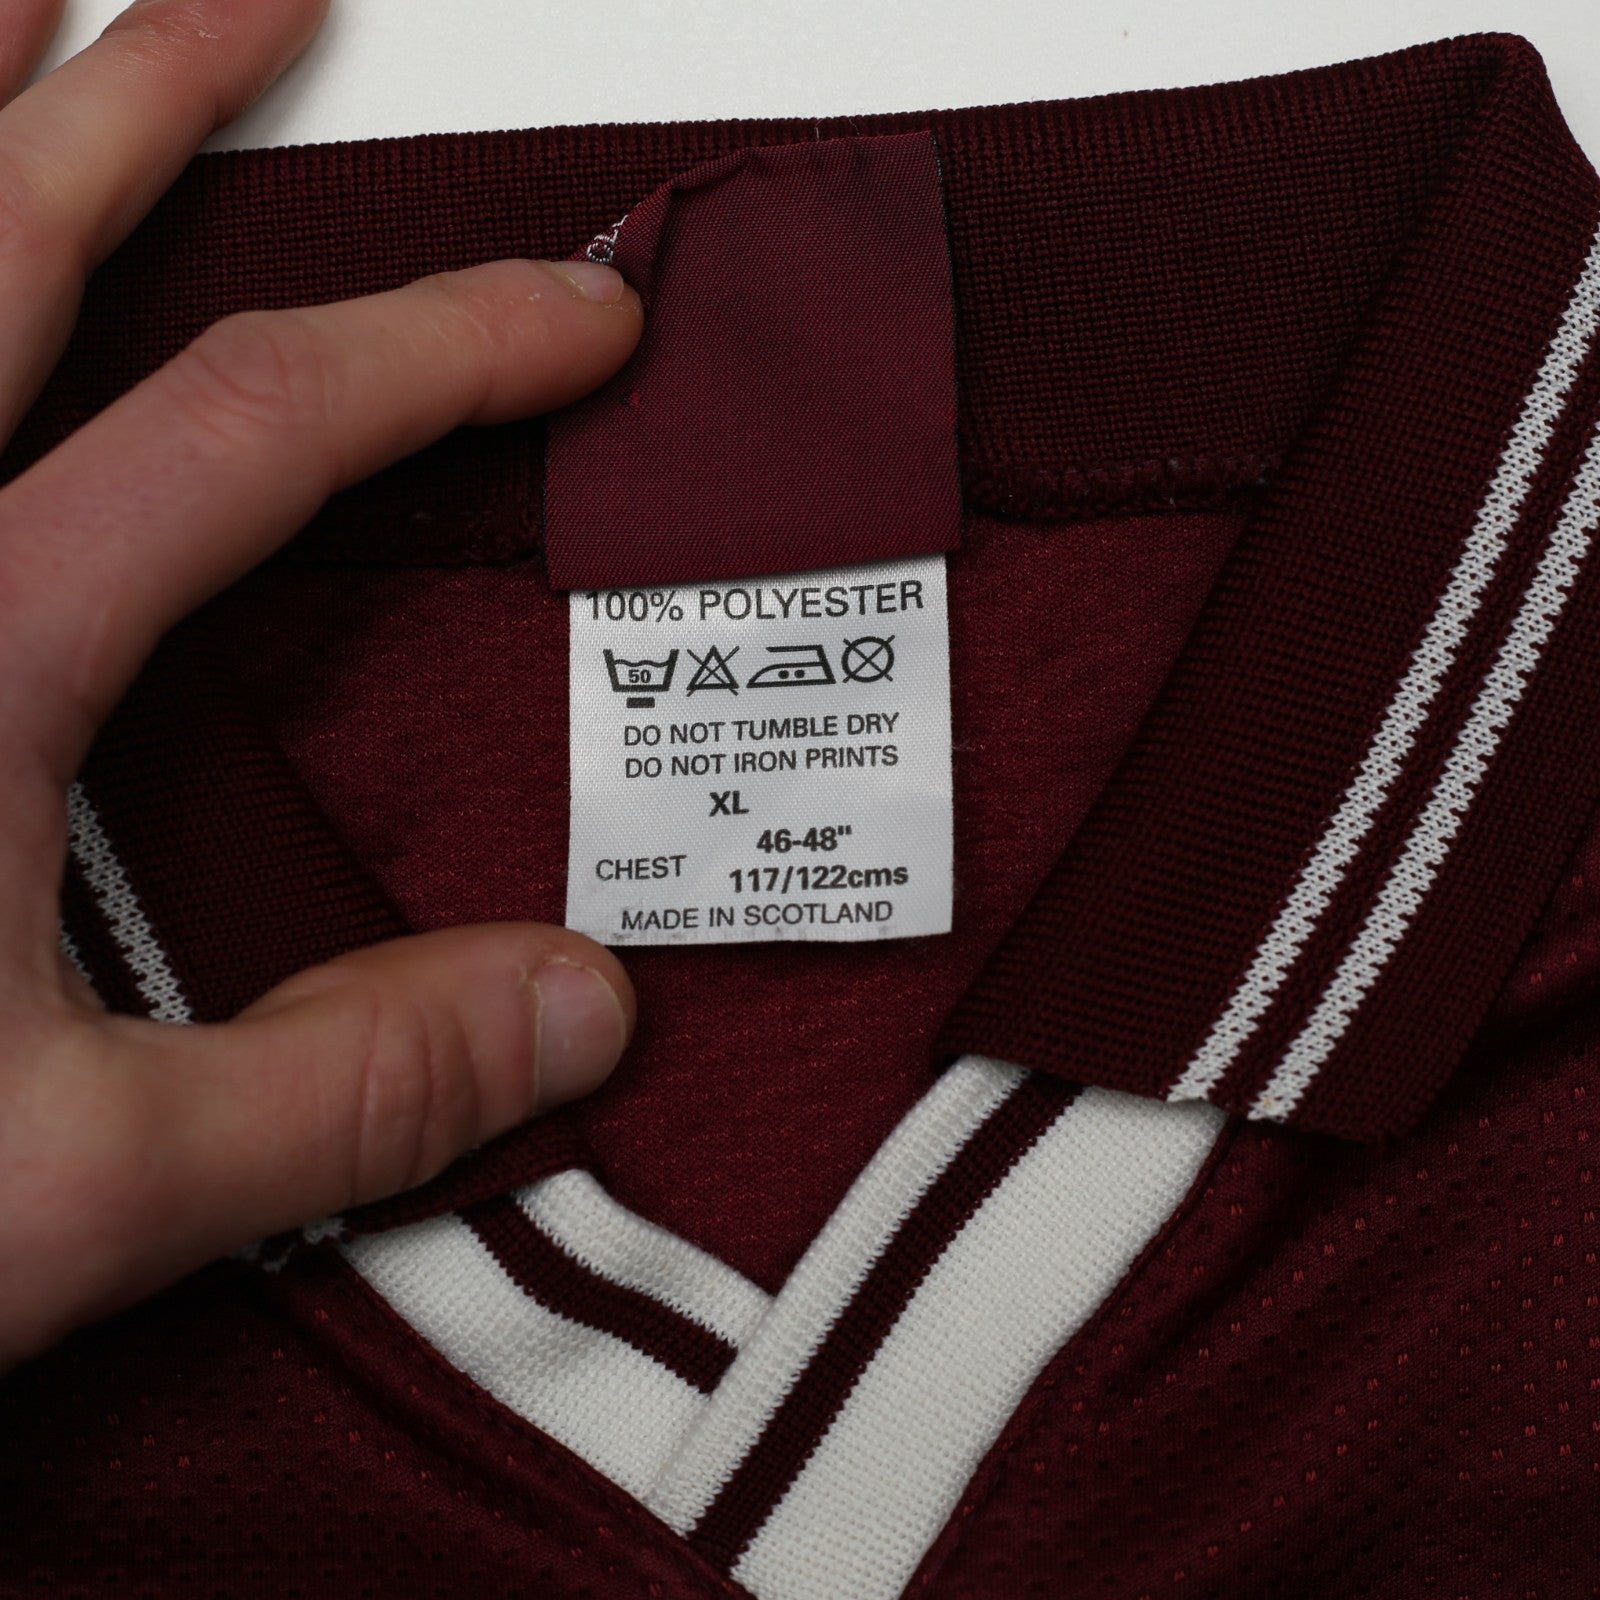 100% POLYESTER
50
DO NOT TUMBLE DRY
DO NOT IRON PRINTS
XL
46-48"
CHEST 117/122cms
MADE IN SCOTLAND